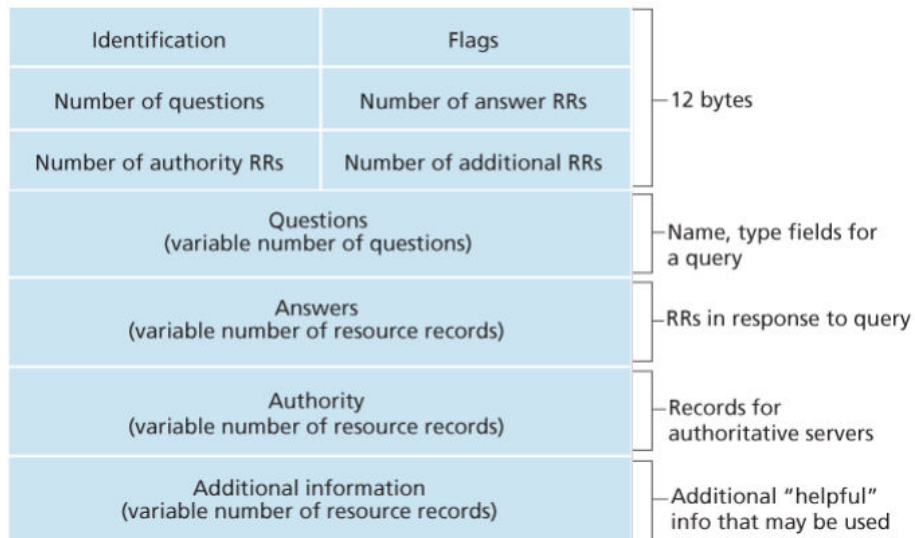 Identification
Flags
Number of questions
Number of answer RRs
12 bytes
Number of authority RRs
Number of additional RRs
Questions
(variable number of questions)
Name, type fields for
a query
Answers
(variable number of resource records)
RRs in response to query
Authority
(variable number of resource records)
Records for
authoritative servers
Additional information
(variable number of resource records)
Additional “helpful”
info that may be used